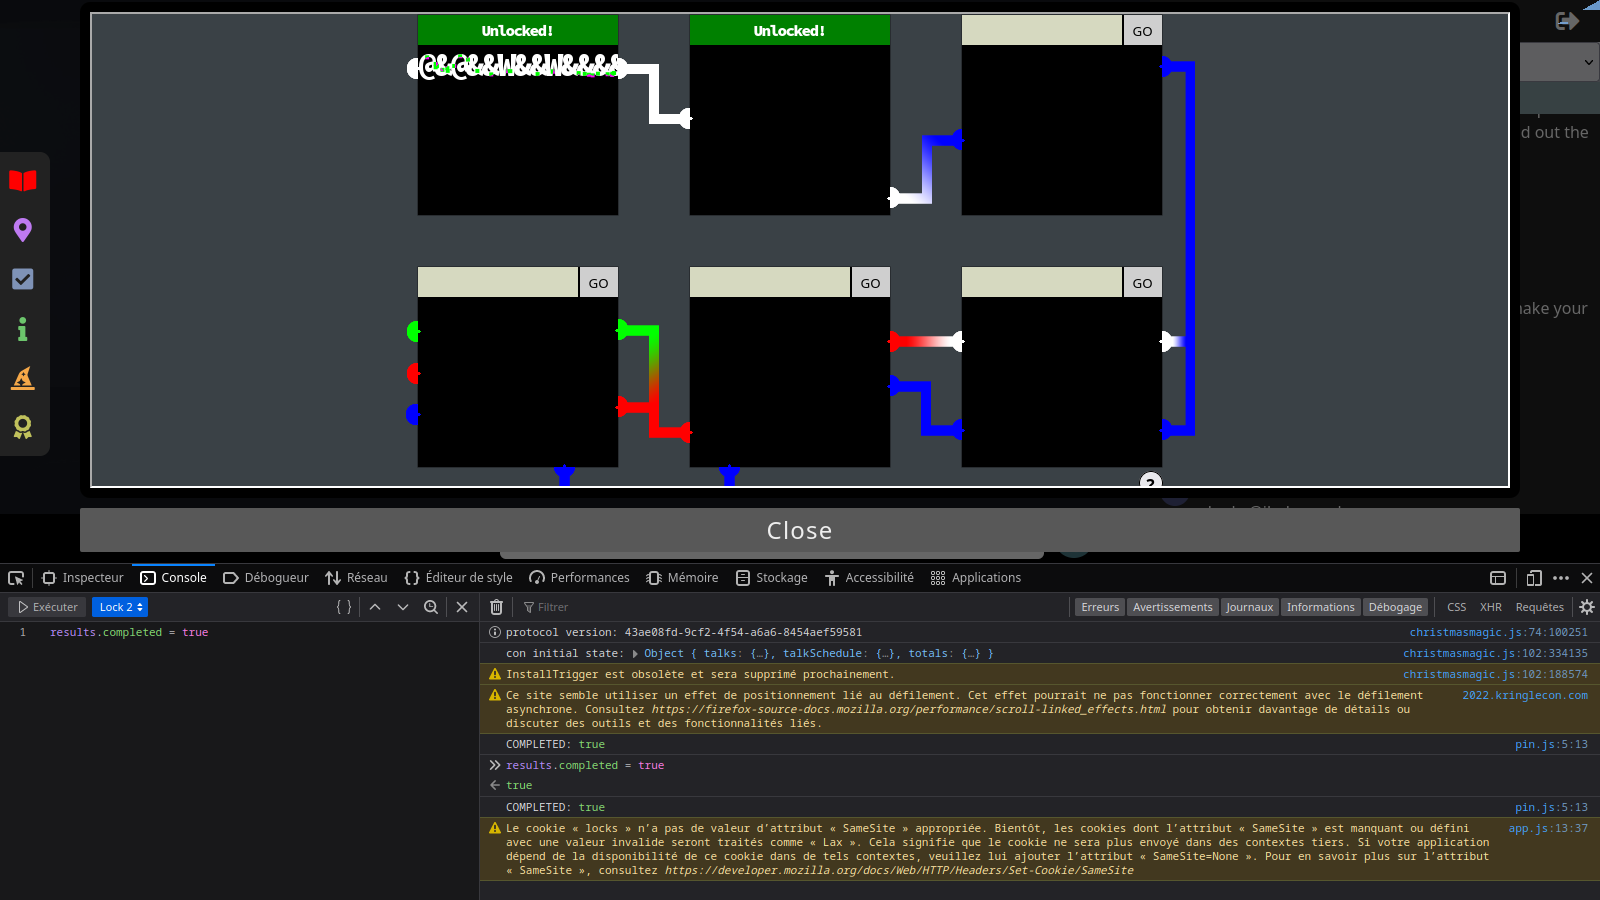 Unlocked!
Unlocked!
GO
@&@&&W&&W&&&&
d out the
GO
GO
GO
make your
?
Close
Inspecteur
Console
Débogueur
Réseau
Éditeur de style
Performances
Mémoire
Stockage
Accessibilité
Applications
Exécuter
Lock 2
Filtrer
Erreurs
Avertissements
Journaux
Informations
Débogage
CSS
XHR
Requêtes
1 results.completed = true
protocol version: 43ae08fd-9cf2-4f54-a6a6-8454aef59581 christmasmagic.js:74:100251
con initial state: Object { talks: {…}, talkSchedule: {…}, totals: {…} } christmasmagic.js:102:334135
InstallTrigger est obsolète et sera supprimé prochainement. christmasmagic.js:102:188574
Ce site semble utiliser un effet de positionnement lié au défilement. Cet effet pourrait ne pas fonctionner correctement avec le défilement 2022.kringlecon.com
asynchrone. Consultez https://firefox-source-docs.mozilla.org/performance/scroll-linked_effects.html pour obtenir davantage de détails ou
discuter des outils et des fonctionnalités liés.
COMPLETED: true pin.js:5:13
results.completed = true
true
COMPLETED: true pin.js:5:13
Le cookie « locks » n’a pas de valeur d’attribut « SameSite » appropriée. Bientôt, les cookies dont l’attribut « SameSite » est manquant ou défini app.js:13:37
avec une valeur invalide seront traités comme « Lax ». Cela signifie que le cookie ne sera plus envoyé dans des contextes tiers. Si votre application
dépend de la disponibilité de ce cookie dans de tels contextes, veuillez lui ajouter l’attribut « SameSite=None ». Pour en savoir plus sur l’attribut
« SameSite », consultez https://developer.mozilla.org/docs/Web/HTTP/Headers/Set-Cookie/SameSite